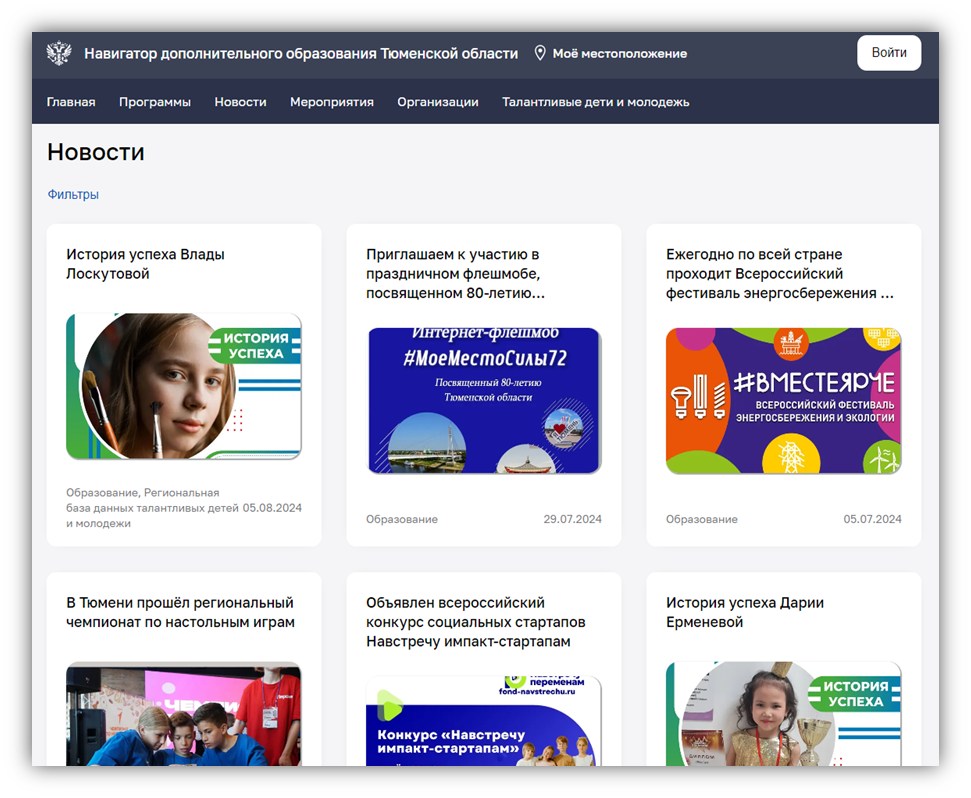 Навигатор дополнительного образования Тюменской области
Моё местоположение
Войти
Главная
Программы
Новости
Мероприятия
Организации
Талантливые дети и молодежь
Новости
Фильтры
История успеха Влады
Лоскутовой
ИСТОРИЯ
УСПЕХА
Образование, Региональная
база данных талантливых детей
и молодежи
05.08.2024
Приглашаем к участию в
праздничном флешмобе,
посвященном 80-летию...
Интернет-флешмоб
#МоеМестоСилы72
Посвященный 80-летию
Тюменской области
Образование
29.07.2024
Ежегодно по всей стране
проходит Всероссийский
фестиваль энергосбережения ...
#ВМЕСТЕЯРЧЕ
ВСЕРОССИЙСКИЙ ФЕСТИВАЛЬ
ЭНЕРГОСБЕРЕЖЕНИЯ И ЭКОЛОГИИ
Образование
05.07.2024
В Тюмени прошёл региональный
чемпионат по настольным играм
Объявлен всероссийский
конкурс социальных стартапов
Навстречу импакт-стартапам
навстречу
переменам
fond-navstrechu.ru
Конкурс «Навстречу
импакт-стартапам»
История успеха Дарии
Ерменевой
ИСТОРИЯ
УСПЕХА
ДИПЛОМ